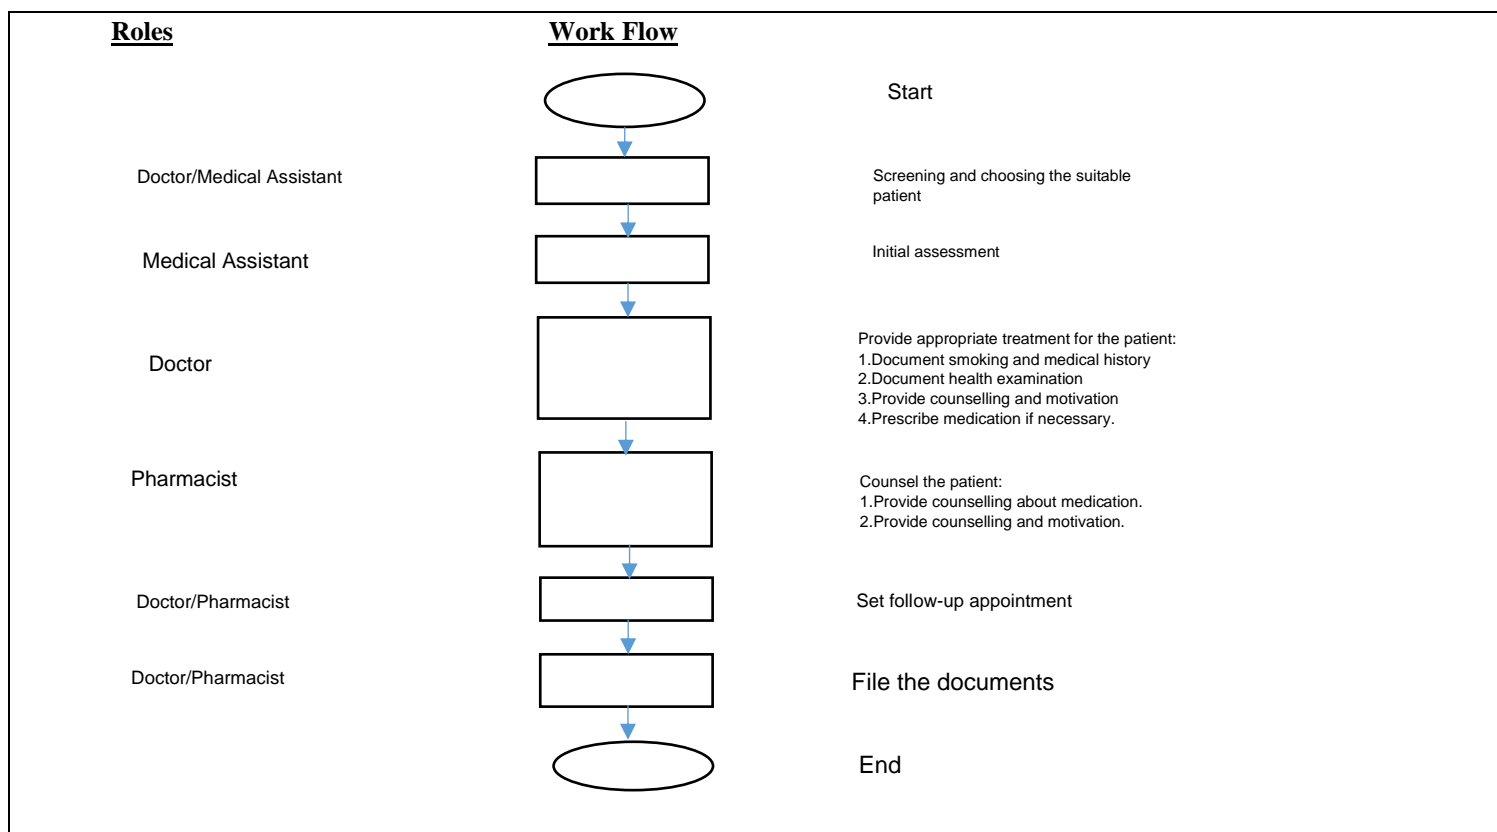 Roles
Work Flow
Start
Doctor/Medical Assistant
Screening and choosing the suitable
patient
Medical Assistant
Initial assessment
Doctor
Provide appropriate treatment for the patient:
1.Document smoking and medical history
2.Document health examination
3.Provide counselling and motivation
4.Prescribe medication if necessary.
Pharmacist
Counsel the patient:
1.Provide counselling about medication.
2.Provide counselling and motivation.
Doctor/Pharmacist
Set follow-up appointment
Doctor/Pharmacist
File the documents
End